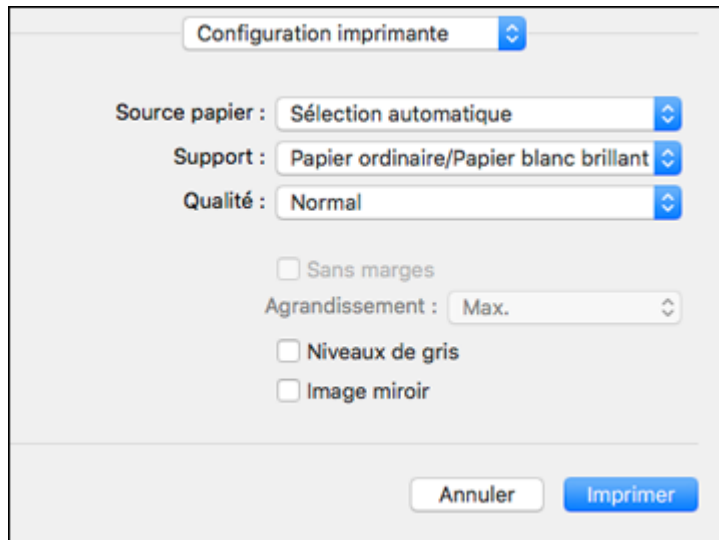 Configuration imprimante
Source papier : Sélection automatique
Support : Papier ordinaire/Papier blanc brillant
Qualité : Normal
Sans marges
Agrandissement : Max.
Niveaux de gris
Image miroir
Annuler Imprimer